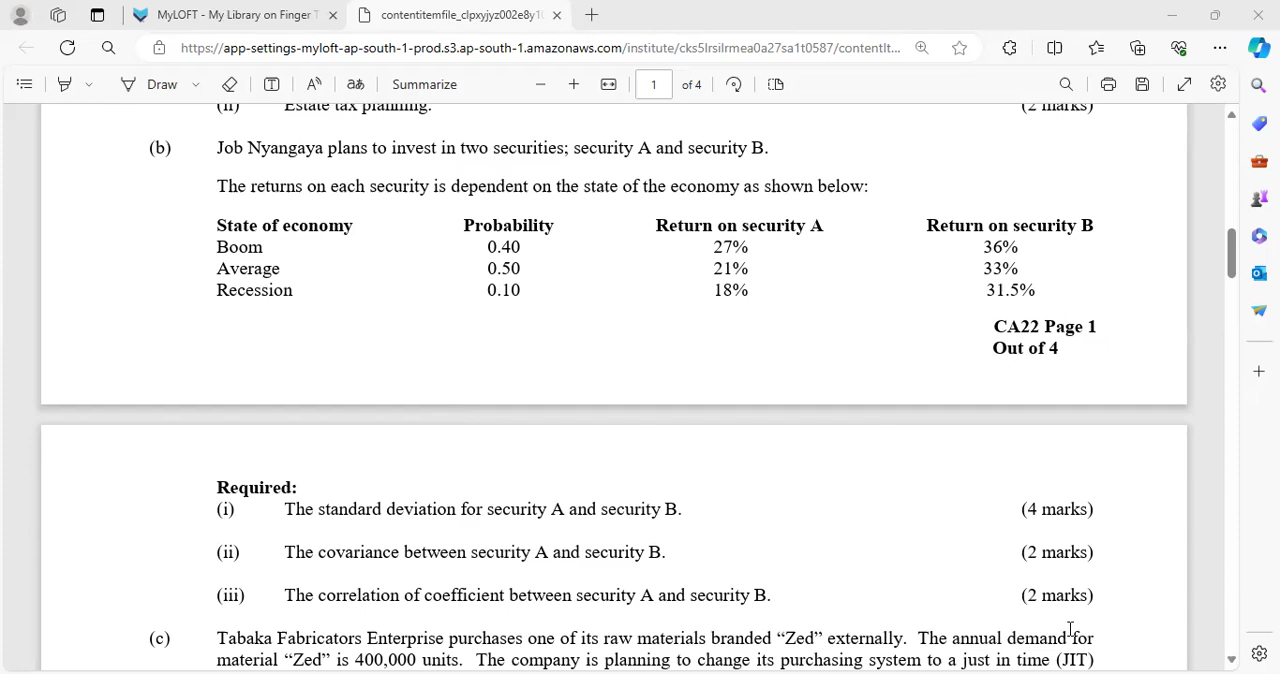 MyLOFT - My Library on Finger T
contentitemfile_clpxyjyz002e8y1
https://app-settings-myloft-ap-south-1-prod.s3.ap-south-1.amazonaws.com/institute/cks5lrsilrmea0a27sa1t0587/contentIt...
Draw
Summarize
1 of 4
(ii) Estate tax planning. (2 marks)
(b) Job Nyangaya plans to invest in two securities; security A and security B.
The returns on each security is dependent on the state of the economy as shown below:
State of economy Probability Return on security A Return on security B
Boom 0.40 27% 36%
Average 0.50 21% 33%
Recession 0.10 18% 31.5%
CA22 Page 1
Out of 4
Required:
(i) The standard deviation for security A and security B. (4 marks)
(ii) The covariance between security A and security B. (2 marks)
(iii) The correlation of coefficient between security A and security B. (2 marks)
(c) Tabaka Fabricators Enterprise purchases one of its raw materials branded “Zed” externally. The annual demand for
material “Zed” is 400,000 units. The company is planning to change its purchasing system to a just in time (JIT)